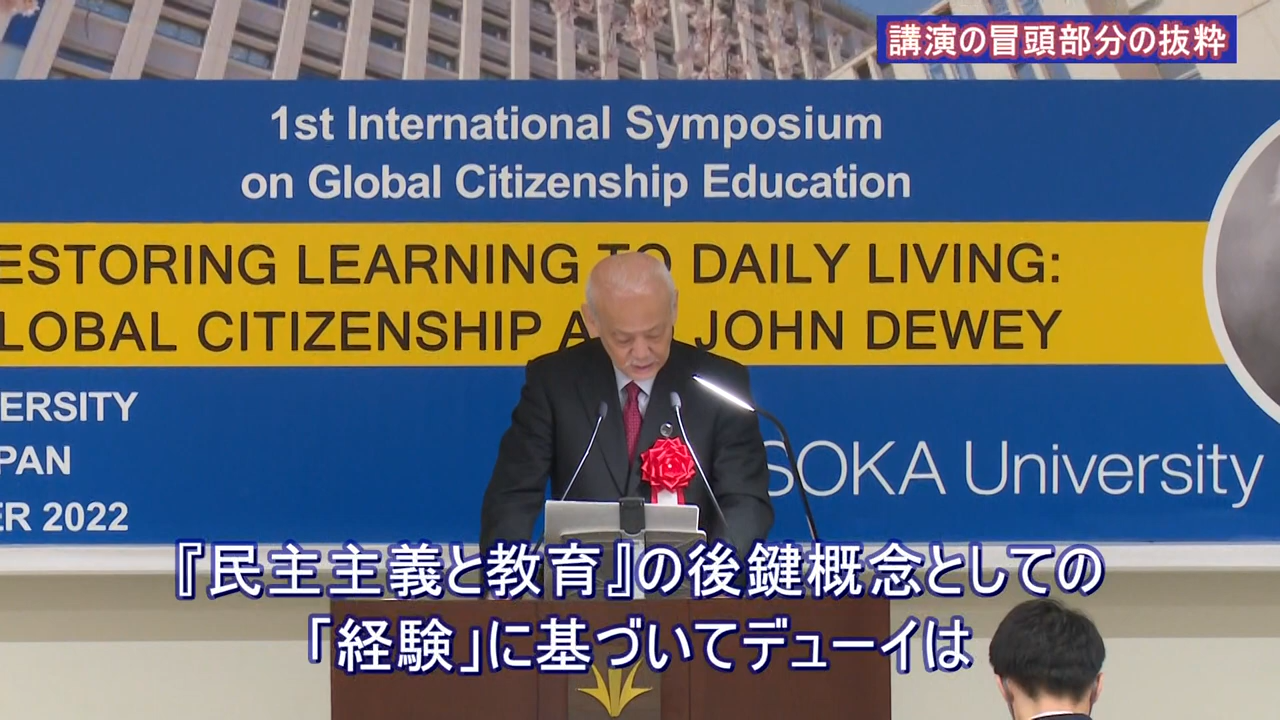 講演の冒頭部分の抜粋
1st International Symposium
on Global Citizenship Education
ESTORING LEARNING TO DAILY LIVING:
LOBAL CITIZENSHIP A JOHN DEWEY
ERSITY
PAN
ER 2022
SOKA University
『民主主義と教育』の後鍵概念としての
「経験」に基づいてデューイは